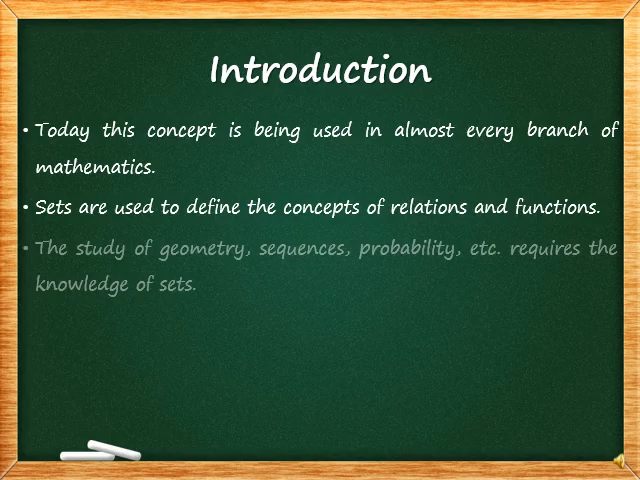 Introduction
• Today this concept is being used in almost every branch of
mathematics.
• Sets are used to define the concepts of relations and functions.
• The study of geometry, sequences, probability, etc. requires the
knowledge of sets.